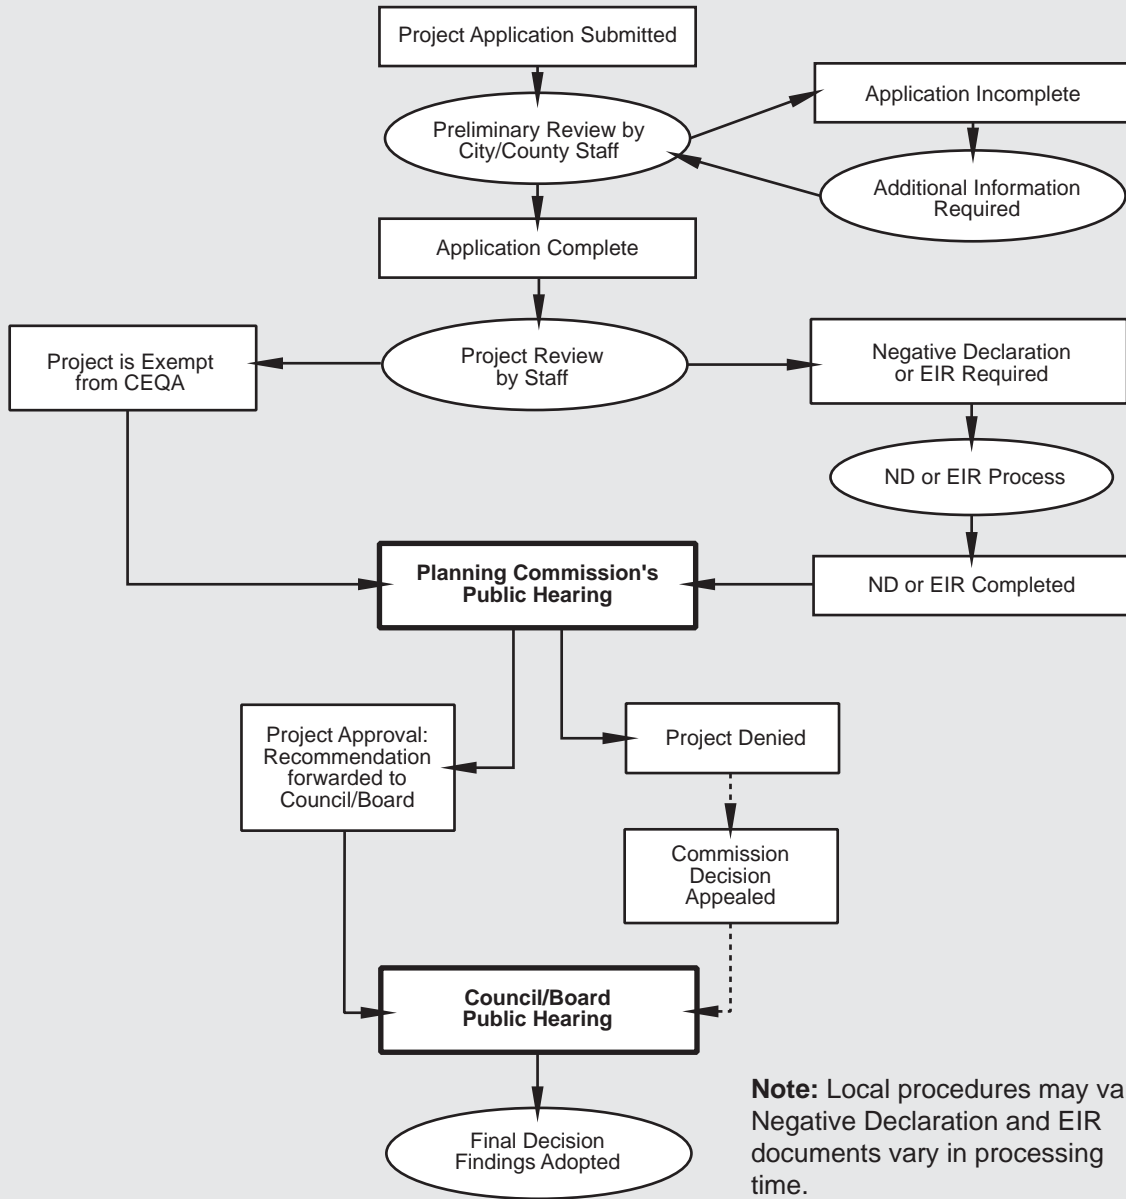 Project Application Submitted
Preliminary Review by
City/County Staff
Application Incomplete
Additional Information
Required
Application Complete
Project is Exempt
from CEQA
Project Review
by Staff
Negative Declaration
or EIR Required
ND or EIR Process
Planning Commission's
Public Hearing
ND or EIR Completed
Project Approval:
Recommendation
forwarded to
Council/Board
Project Denied
Commission
Decision
Appealed
Council/Board
Public Hearing
Final Decision
Findings Adopted
Note: Local procedures may va
Negative Declaration and EIR
documents vary in processing
time.